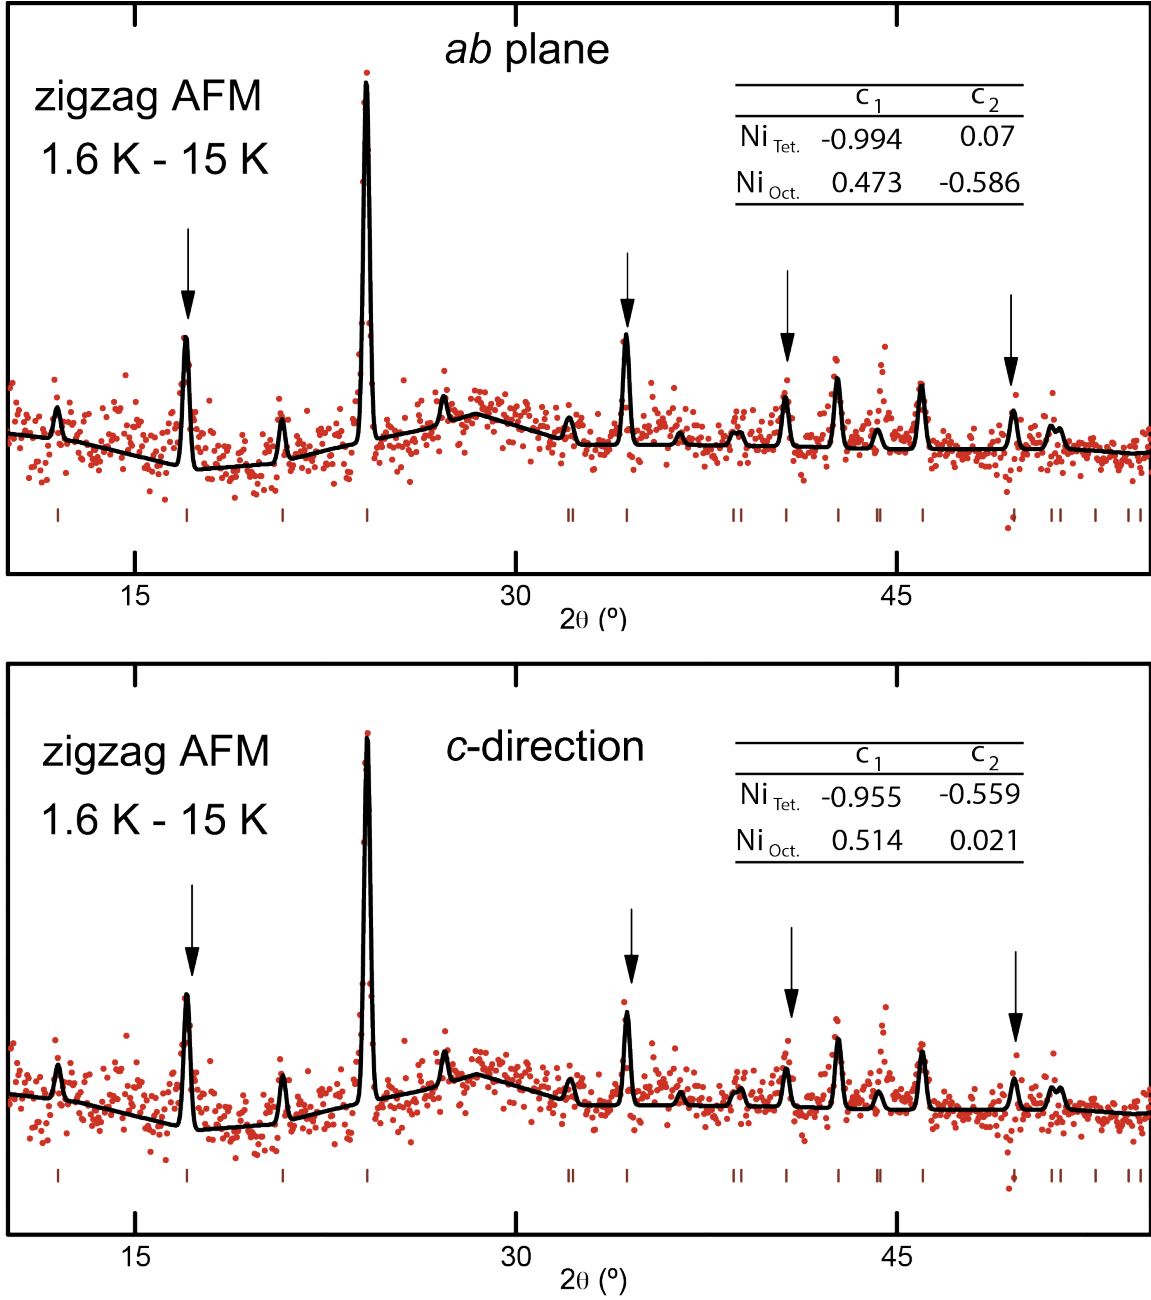 ab plane
zigzag AFM
1.6 K - 15 K
c1 c2
Ni Tet. -0.994 0.07
Ni Oct. 0.473 -0.586
15 30 45
2θ (º)
zigzag AFM
c-direction
1.6 K - 15 K
c1 c2
Ni Tet. -0.955 -0.559
Ni Oct. 0.514 0.021
15 30 45
2θ (º)